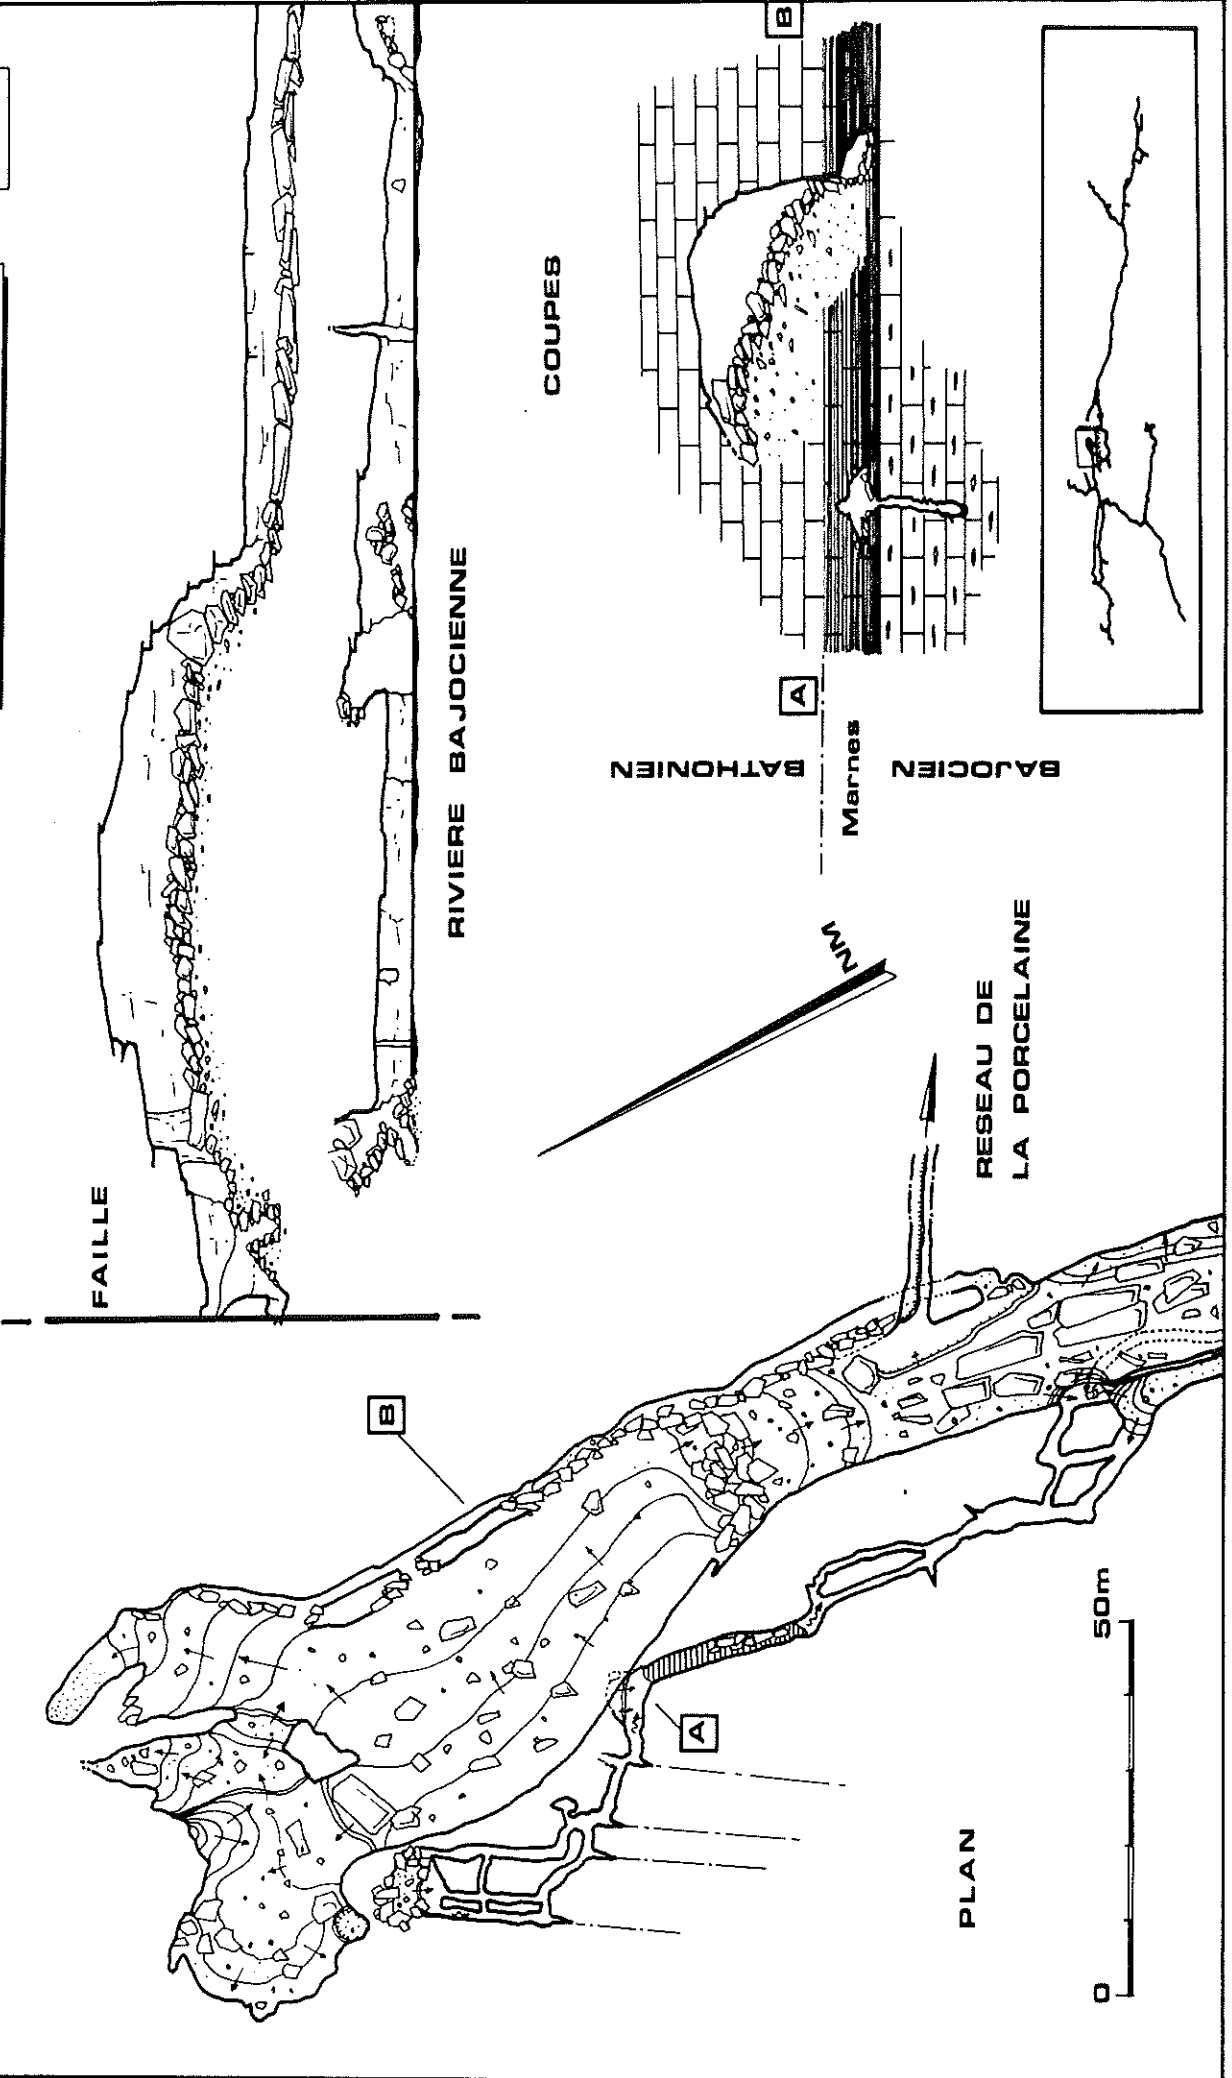 FAILLE
RIVIERE BAJOCIENNE
COUPES
B
A
BATHONIEN
Marnes
BAJOCIEN
NM
RESEAU DE
LA PORCELAINE
B
A
PLAN
0 50m